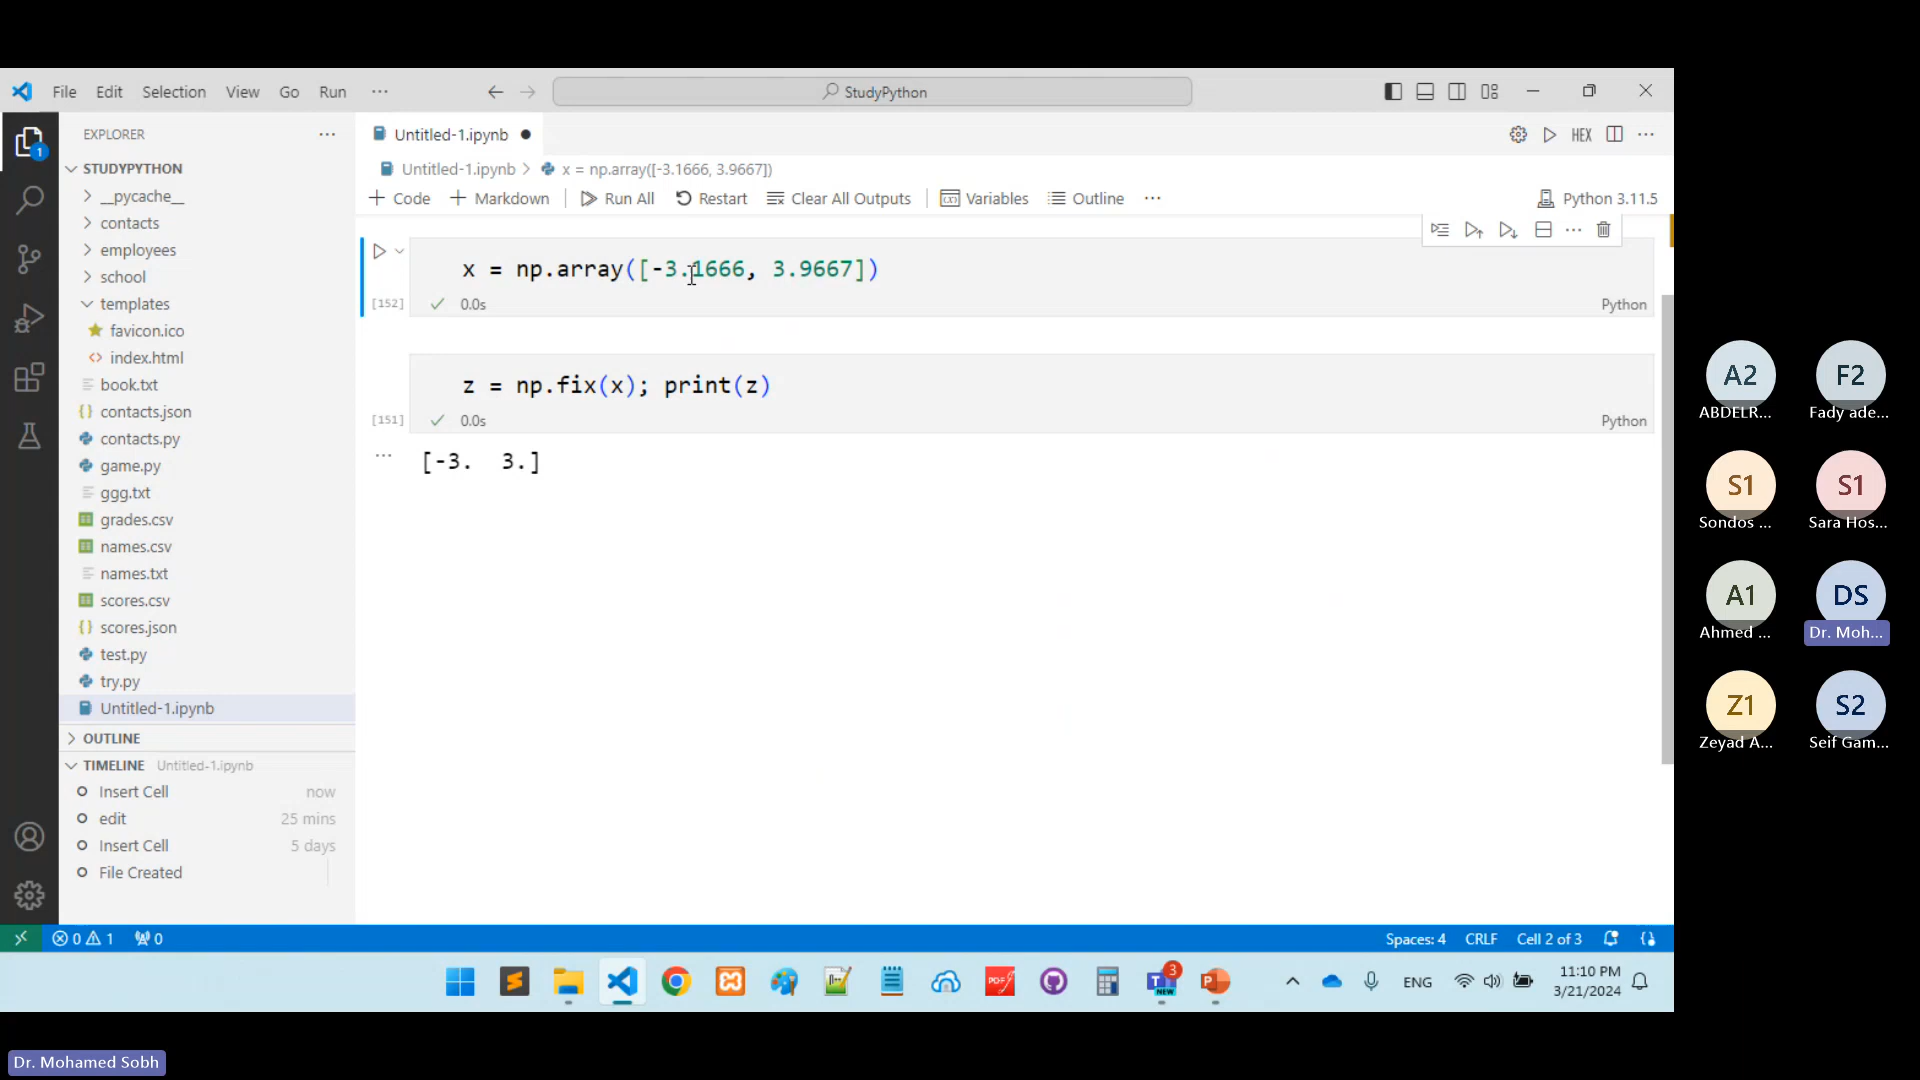 File Edit Selection View Go Run ···
StudyPython
EXPLORER ···
STUDYPYTHON
__pycache__
contacts
employees
school
templates
favicon.ico
index.html
book.txt
contacts.json
contacts.py
game.py
ggg.txt
grades.csv
names.csv
names.txt
scores.csv
scores.json
test.py
try.py
Untitled-1.ipynb
OUTLINE
TIMELINE Untitled-1.ipynb
Insert Cell now
edit 25 mins
Insert Cell 5 days
File Created
1
Untitled-1.ipynb ●
HEX ···
Untitled-1.ipynb > x = np.array([-3.1666, 3.9667])
+ Code + Markdown Run All Restart Clear All Outputs Variables Outline ··· Python 3.11.5
x = np.array([-3.1666, 3.9667])
[152] ✓ 0.0s Python
z = np.fix(x); print(z)
[151] ✓ 0.0s Python
··· [-3. 3.]
0 1 0 Spaces: 4 CRLF Cell 2 of 3
PDF T NEW 3 P ENG 11:10 PM
3/21/2024
A2 F2
ABDELR... Fady ade...
S1 S1
Sondos ... Sara Hos...
A1 DS
Ahmed ... Dr. Moh...
Z1 S2
Zeyad A... Seif Gam...
Dr. Mohamed Sobh